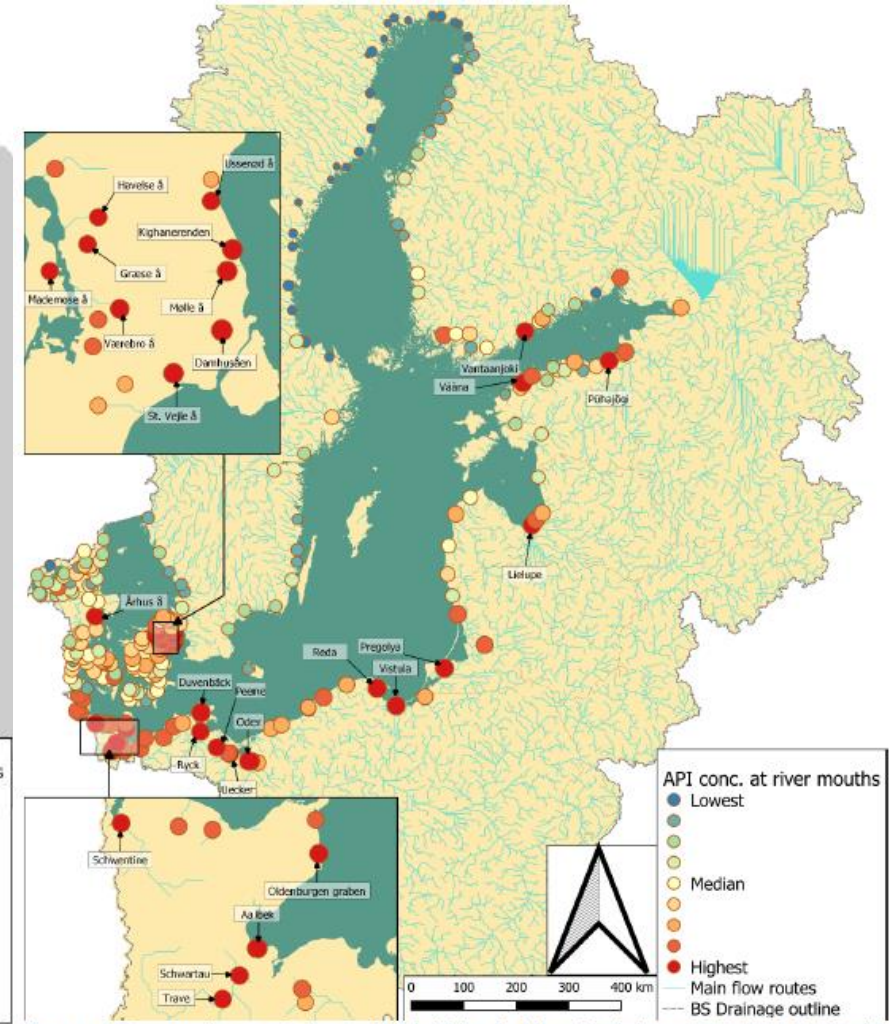 Ussenød å
Havelse å
Kighanerenden
Græse å
Mademose å
Mølle å
Værebro å
Damhusåen
St. Vejle å
Vantaanjoki
Vääna
Pühajõgi
Lielupe
Århus å
Reda
Pregolya
Vistula
Duvenbäck
Peene
Oder
Ryck
Uecker
Schwentine
Oldenburgen graben
Aalbek
Schwartau
Trave
API conc. at river mouths
Lowest
Median
Highest
Main flow routes
BS Drainage outline
0 100 200 300 400 km
s